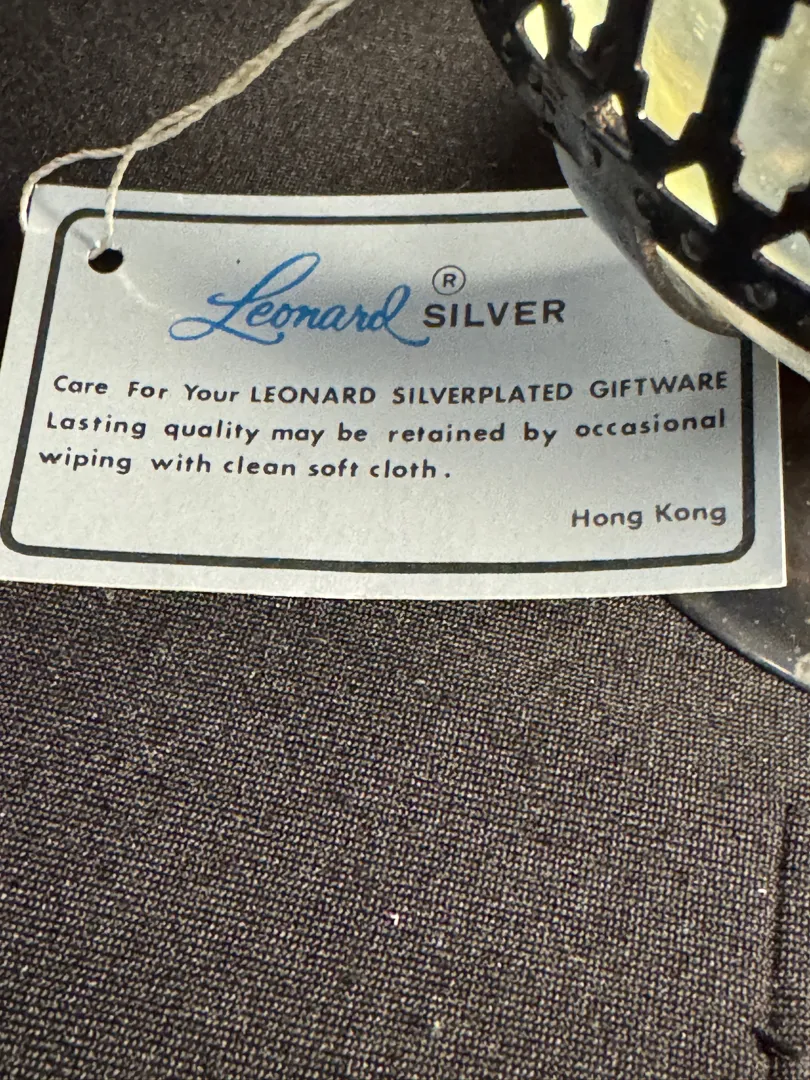 Leonard ® SILVER
Care For Your LEONARD SILVERPLATED GIFTWARE
Lasting quality may be retained by occasional
wiping with clean soft cloth.
Hong Kong